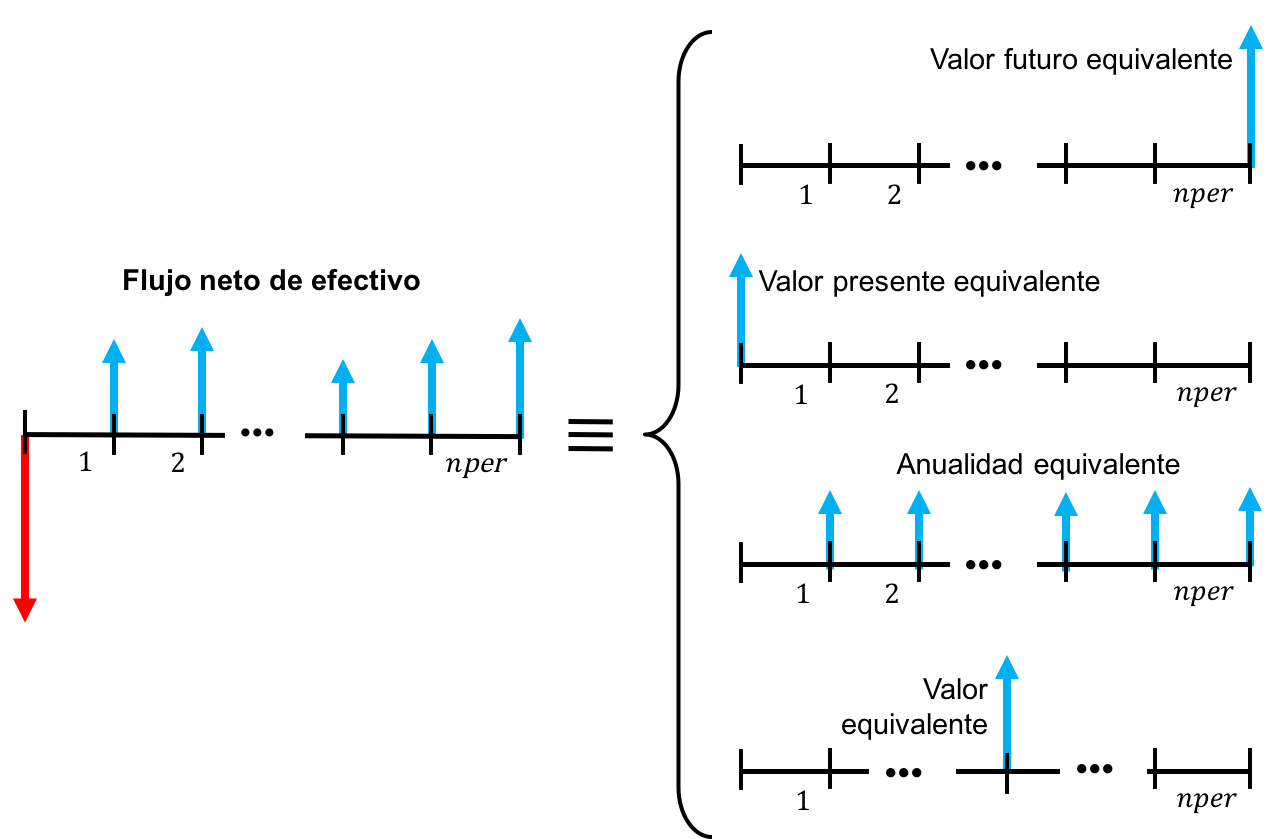 Flujo neto de efectivo
1 2 ••• nper
≡
Valor futuro equivalente
1 2 ••• nper
Valor presente equivalente
1 2 ••• nper
Anualidad equivalente
1 2 ••• nper
Valor
equivalente
1 ••• ••• nper